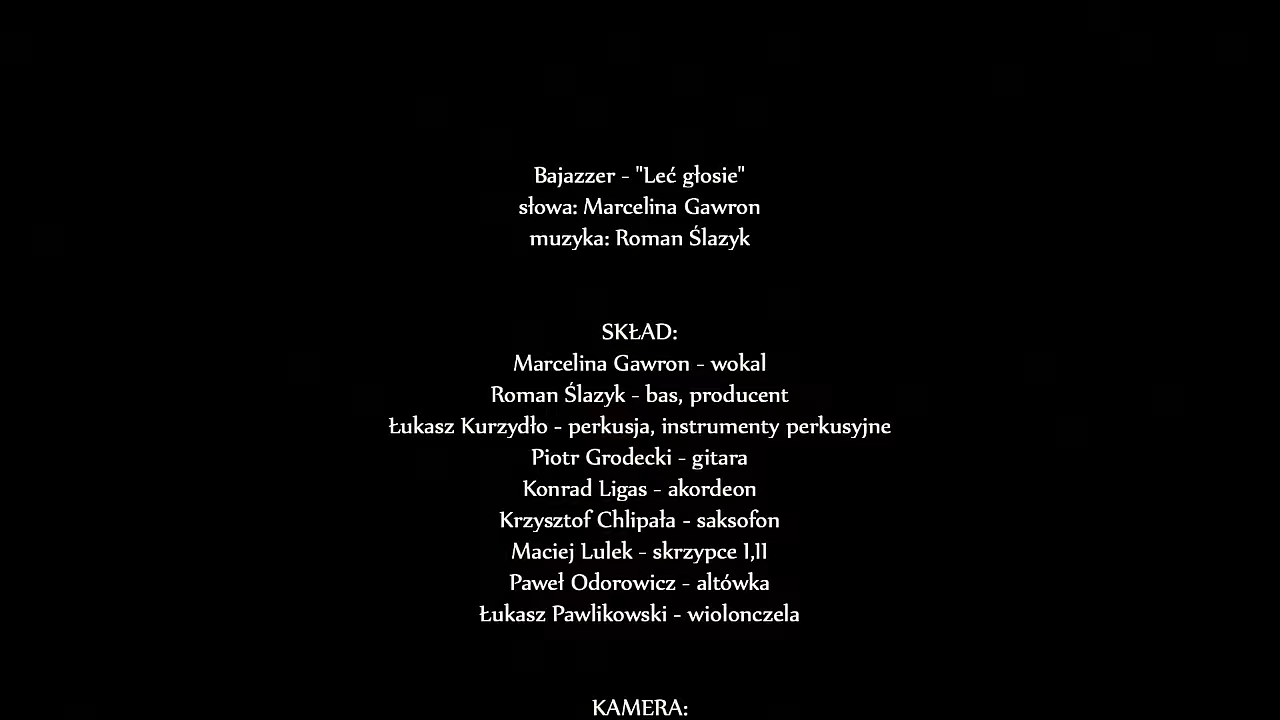 Bajazzer - "Leć głosie"
słowa: Marcelina Gawron
muzyka: Roman Ślazyk
SKŁAD:
Marcelina Gawron - wokal
Roman Ślazyk - bas, producent
Łukasz Kurzydło - perkusja, instrumenty perkusyjne
Piotr Grodecki - gitara
Konrad Ligas - akordeon
Krzysztof Chlipała - saksofon
Maciej Lulek - skrzypce I,II
Paweł Odorowicz - altówka
Łukasz Pawlikowski - wiolonczela
KAMERA: